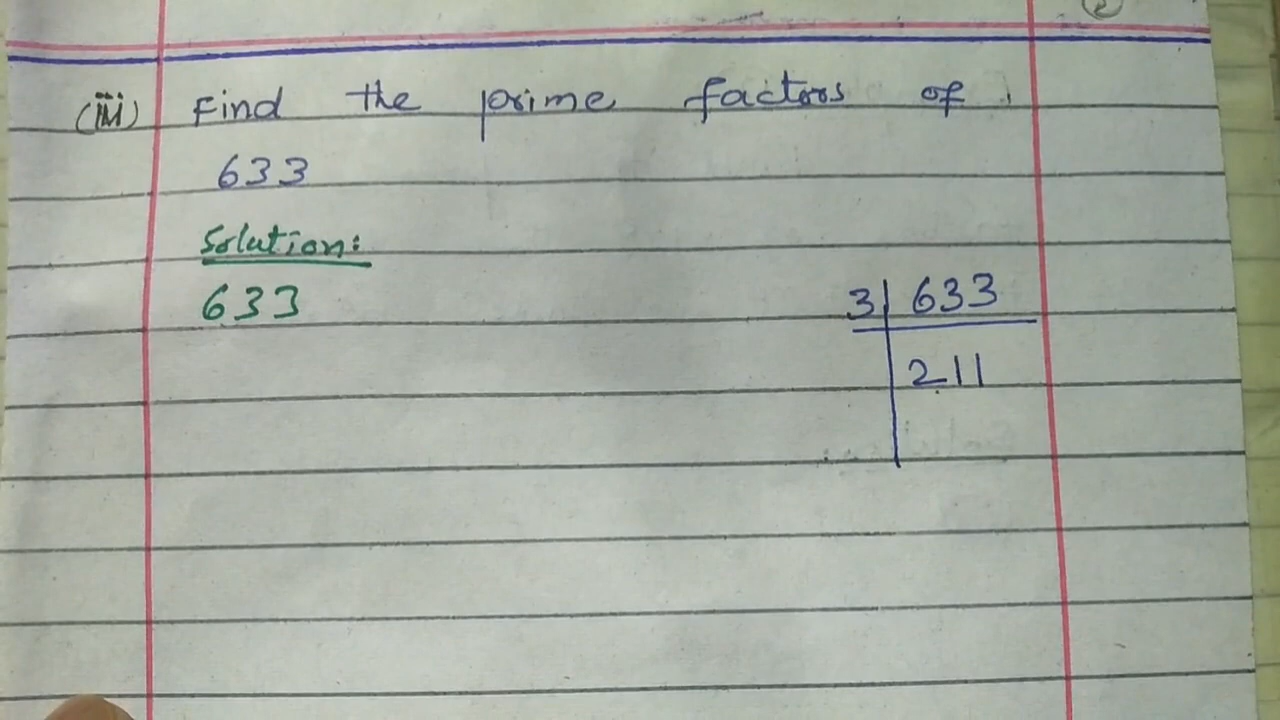 (iii) Find the prime factors of
633
Solution:
633
3 633
211